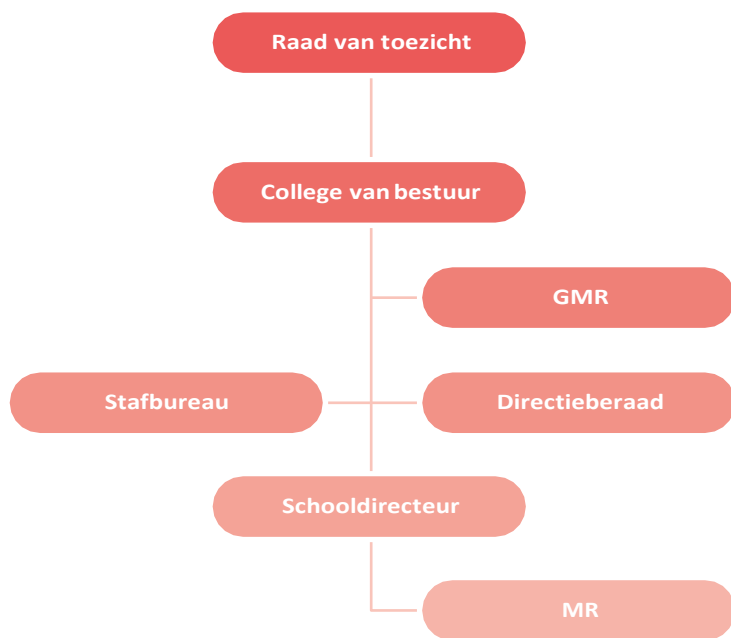 Raad van toezicht
College van bestuur
GMR
Stafbureau
Directieberaad
Schooldirecteur
MR